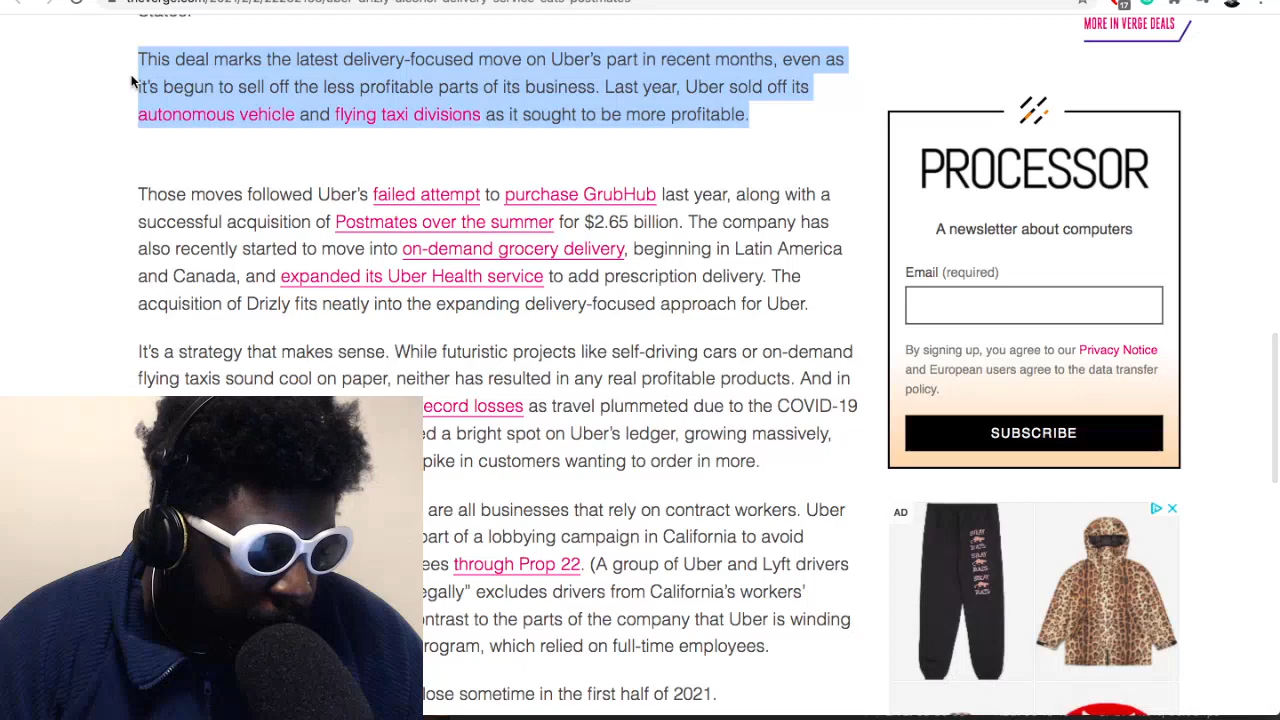 This deal marks the latest delivery-focused move on Uber's part in recent months, even as
it's begun to sell off the less profitable parts of its business. Last year, Uber sold off its
autonomous vehicle and flying taxi divisions as it sought to be more profitable.
Those moves followed Uber's failed attempt to purchase GrubHub last year, along with a
successful acquisition of Postmates over the summer for $2.65 billion. The company has
also recently started to move into on-demand grocery delivery, beginning in Latin America
and Canada, and expanded its Uber Health service to add prescription delivery. The
acquisition of Drizly fits neatly into the expanding delivery-focused approach for Uber.
It's a strategy that makes sense. While futuristic projects like self-driving cars or on-demand
flying taxis sound cool on paper, neither has resulted in any real profitable products. And in
ecord losses as travel plummeted due to the COVID-19
d a bright spot on Uber's ledger, growing massively,
pike in customers wanting to order in more.
are all businesses that rely on contract workers. Uber
art of a lobbying campaign in California to avoid
ees through Prop 22. (A group of Uber and Lyft drivers
egally" excludes drivers from California's workers'
ntrast to the parts of the company that Uber is winding
rogram, which relied on full-time employees.
lose sometime in the first half of 2021.
MORE IN VERGE DEALS
PROCESSOR
A newsletter about computers
Email (required)
By signing up, you agree to our Privacy Notice
and European users agree to the data transfer
policy.
SUBSCRIBE
AD